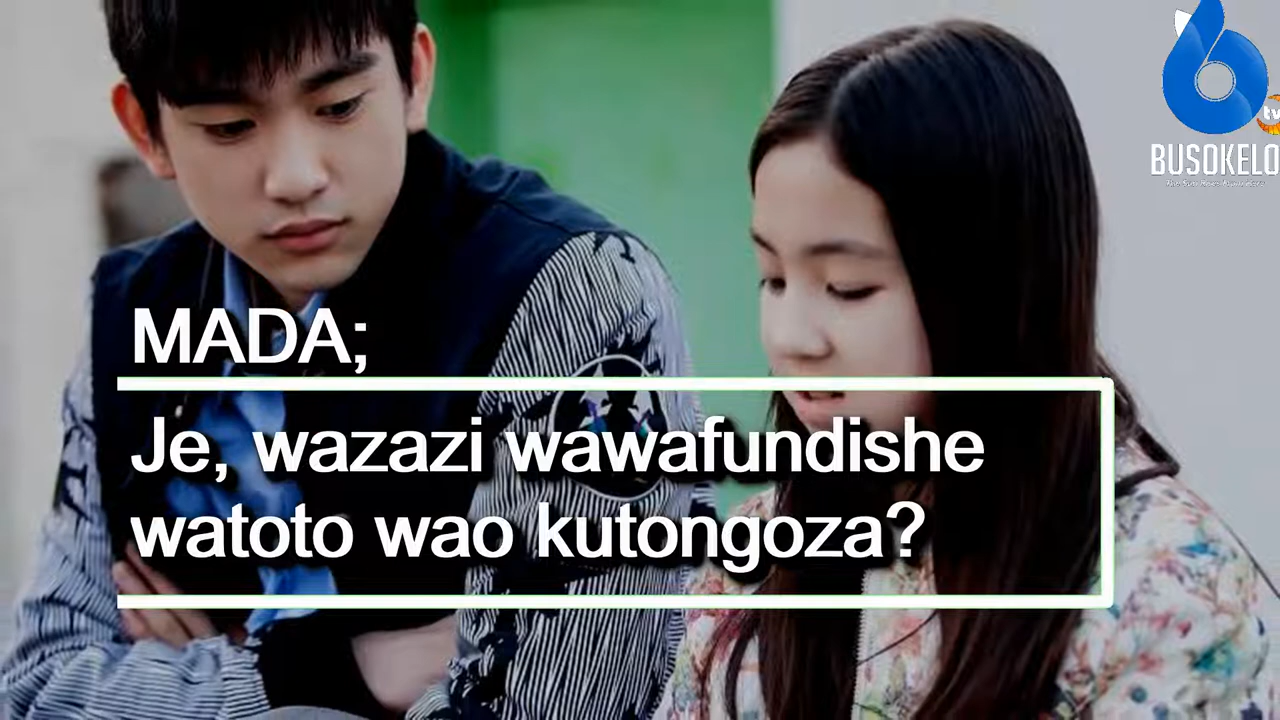 tv
BUSOKELO
MADA;
Je, wazazi wawafundishe
watoto wao kutongoza?